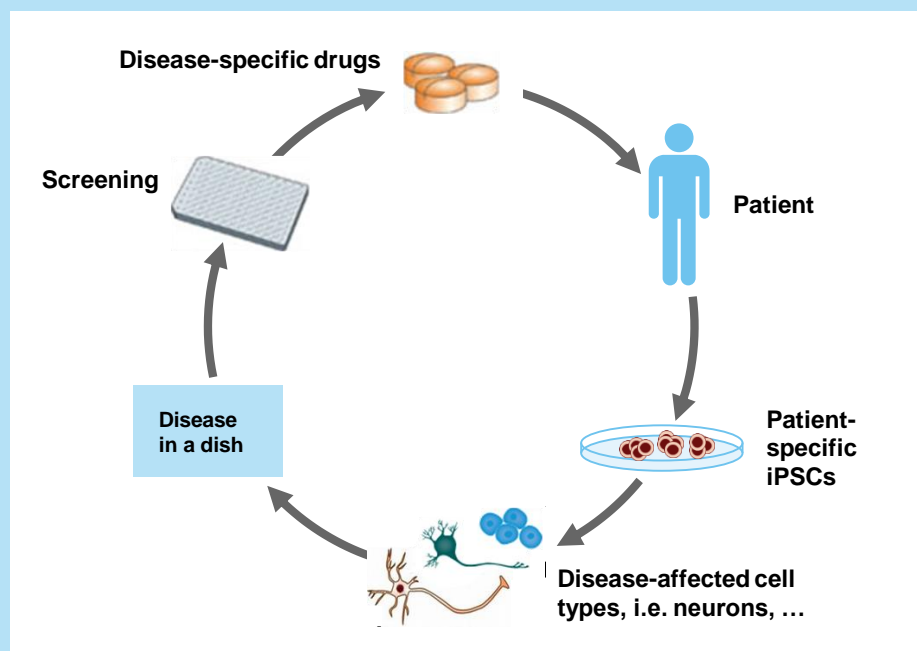 Disease-specific drugs
Screening
Patient
Disease
in a dish
Patient-
specific
iPSCs
Disease-affected cell
types, i.e. neurons, …